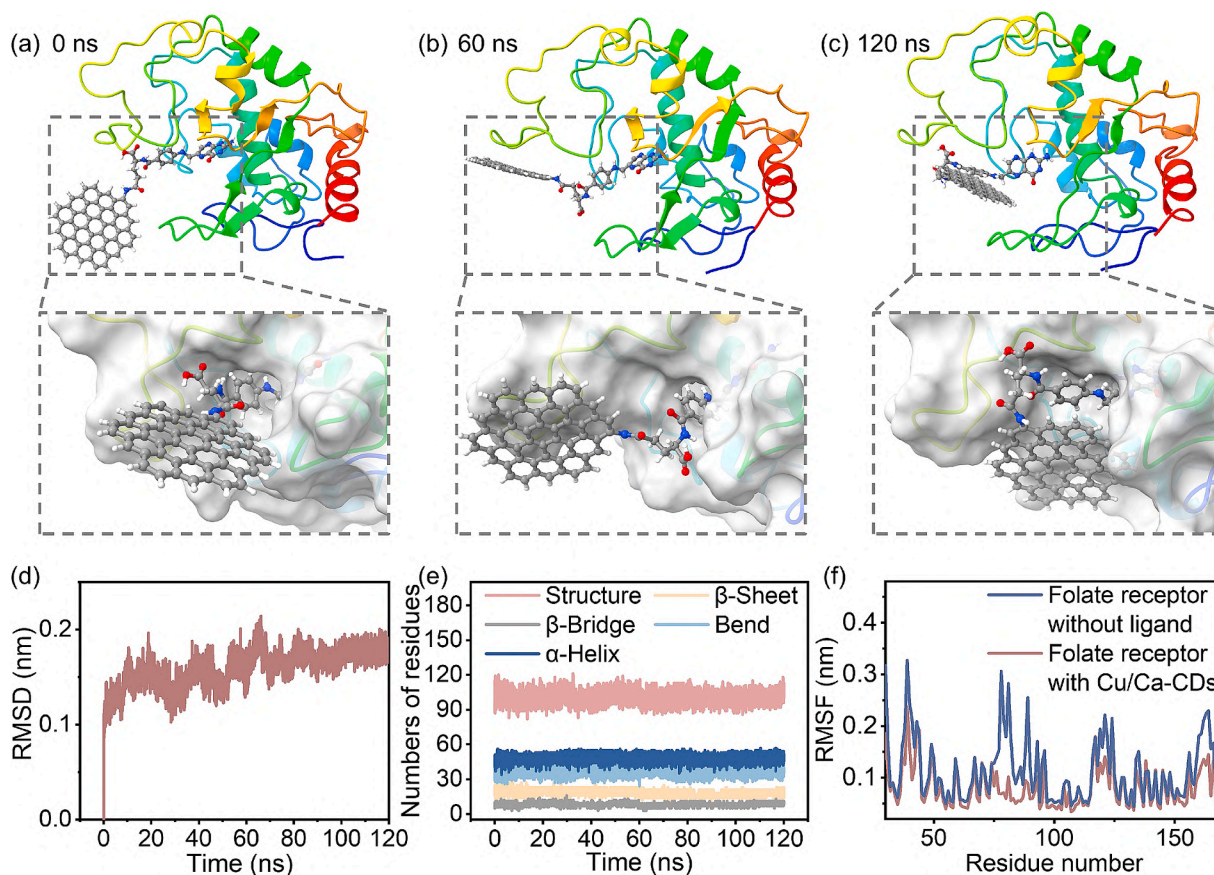 (a) 0 ns
(b) 60 ns
(c) 120 ns
(d)
0.2
0.1
0.0
RMSD (nm)
0 20 40 60 80 100 120
Time (ns)
(e)
180
150
120
90
60
30
0
Numbers of residues
Structure
β-Sheet
β-Bridge
Bend
α-Helix
0 20 40 60 80 100 120
Time (ns)
(f)
0.4
0.3
0.2
0.1
RMSF (nm)
Folate receptor
without ligand
Folate receptor
with Cu/Ca-CDs
50 100 150
Residue number